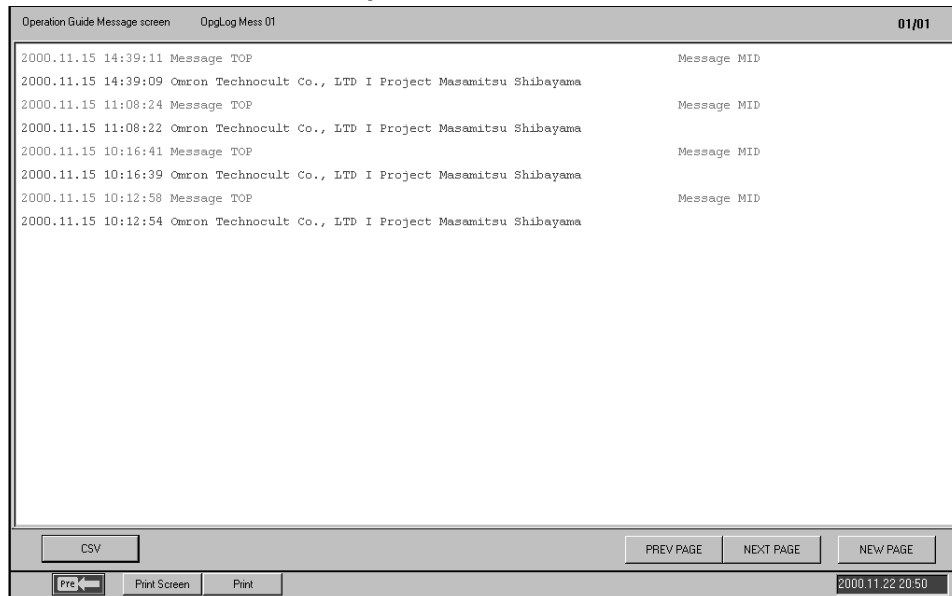 Operation Guide Message screen OpgLog Mess 01 01/01
2000.11.15 14:39:11 Message TOP Message MID
2000.11.15 14:39:09 Omron Technocult Co., LTD I Project Masamitsu Shibayama
2000.11.15 11:08:24 Message TOP Message MID
2000.11.15 11:08:22 Omron Technocult Co., LTD I Project Masamitsu Shibayama
2000.11.15 10:16:41 Message TOP Message MID
2000.11.15 10:16:39 Omron Technocult Co., LTD I Project Masamitsu Shibayama
2000.11.15 10:12:58 Message TOP Message MID
2000.11.15 10:12:54 Omron Technocult Co., LTD I Project Masamitsu Shibayama
CSV PREV PAGE NEXT PAGE NEW PAGE
Pre Print Screen Print 2000.11.22 20:50